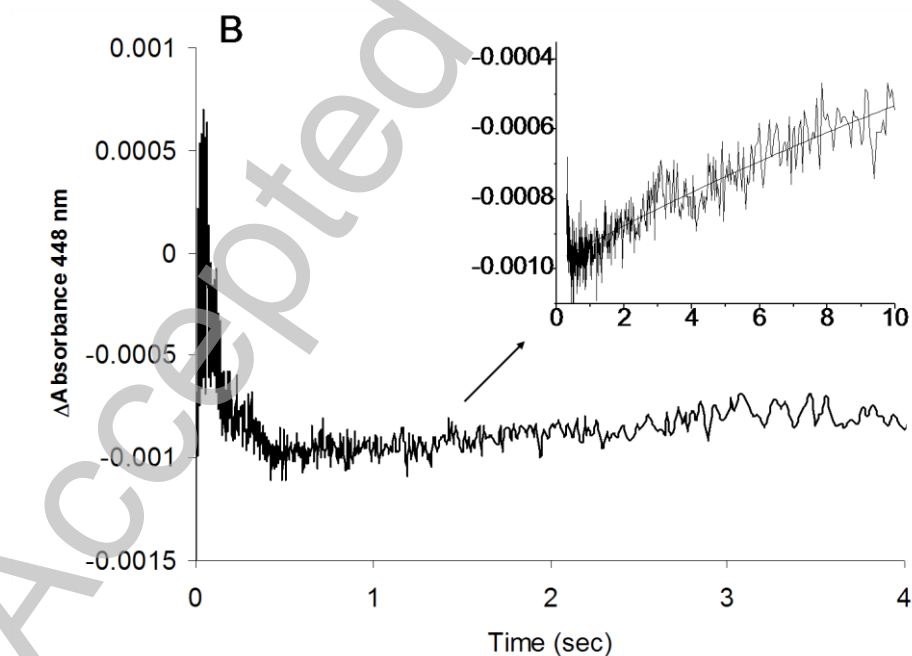 B
0.001
0.0005
0
-0.0005
-0.001
-0.0015
ΔAbsorbance 448 nm
0 1 2 3 4
Time (sec)
-0.0004
-0.0006
-0.0008
-0.0010
0 2 4 6 8 10
Accepted